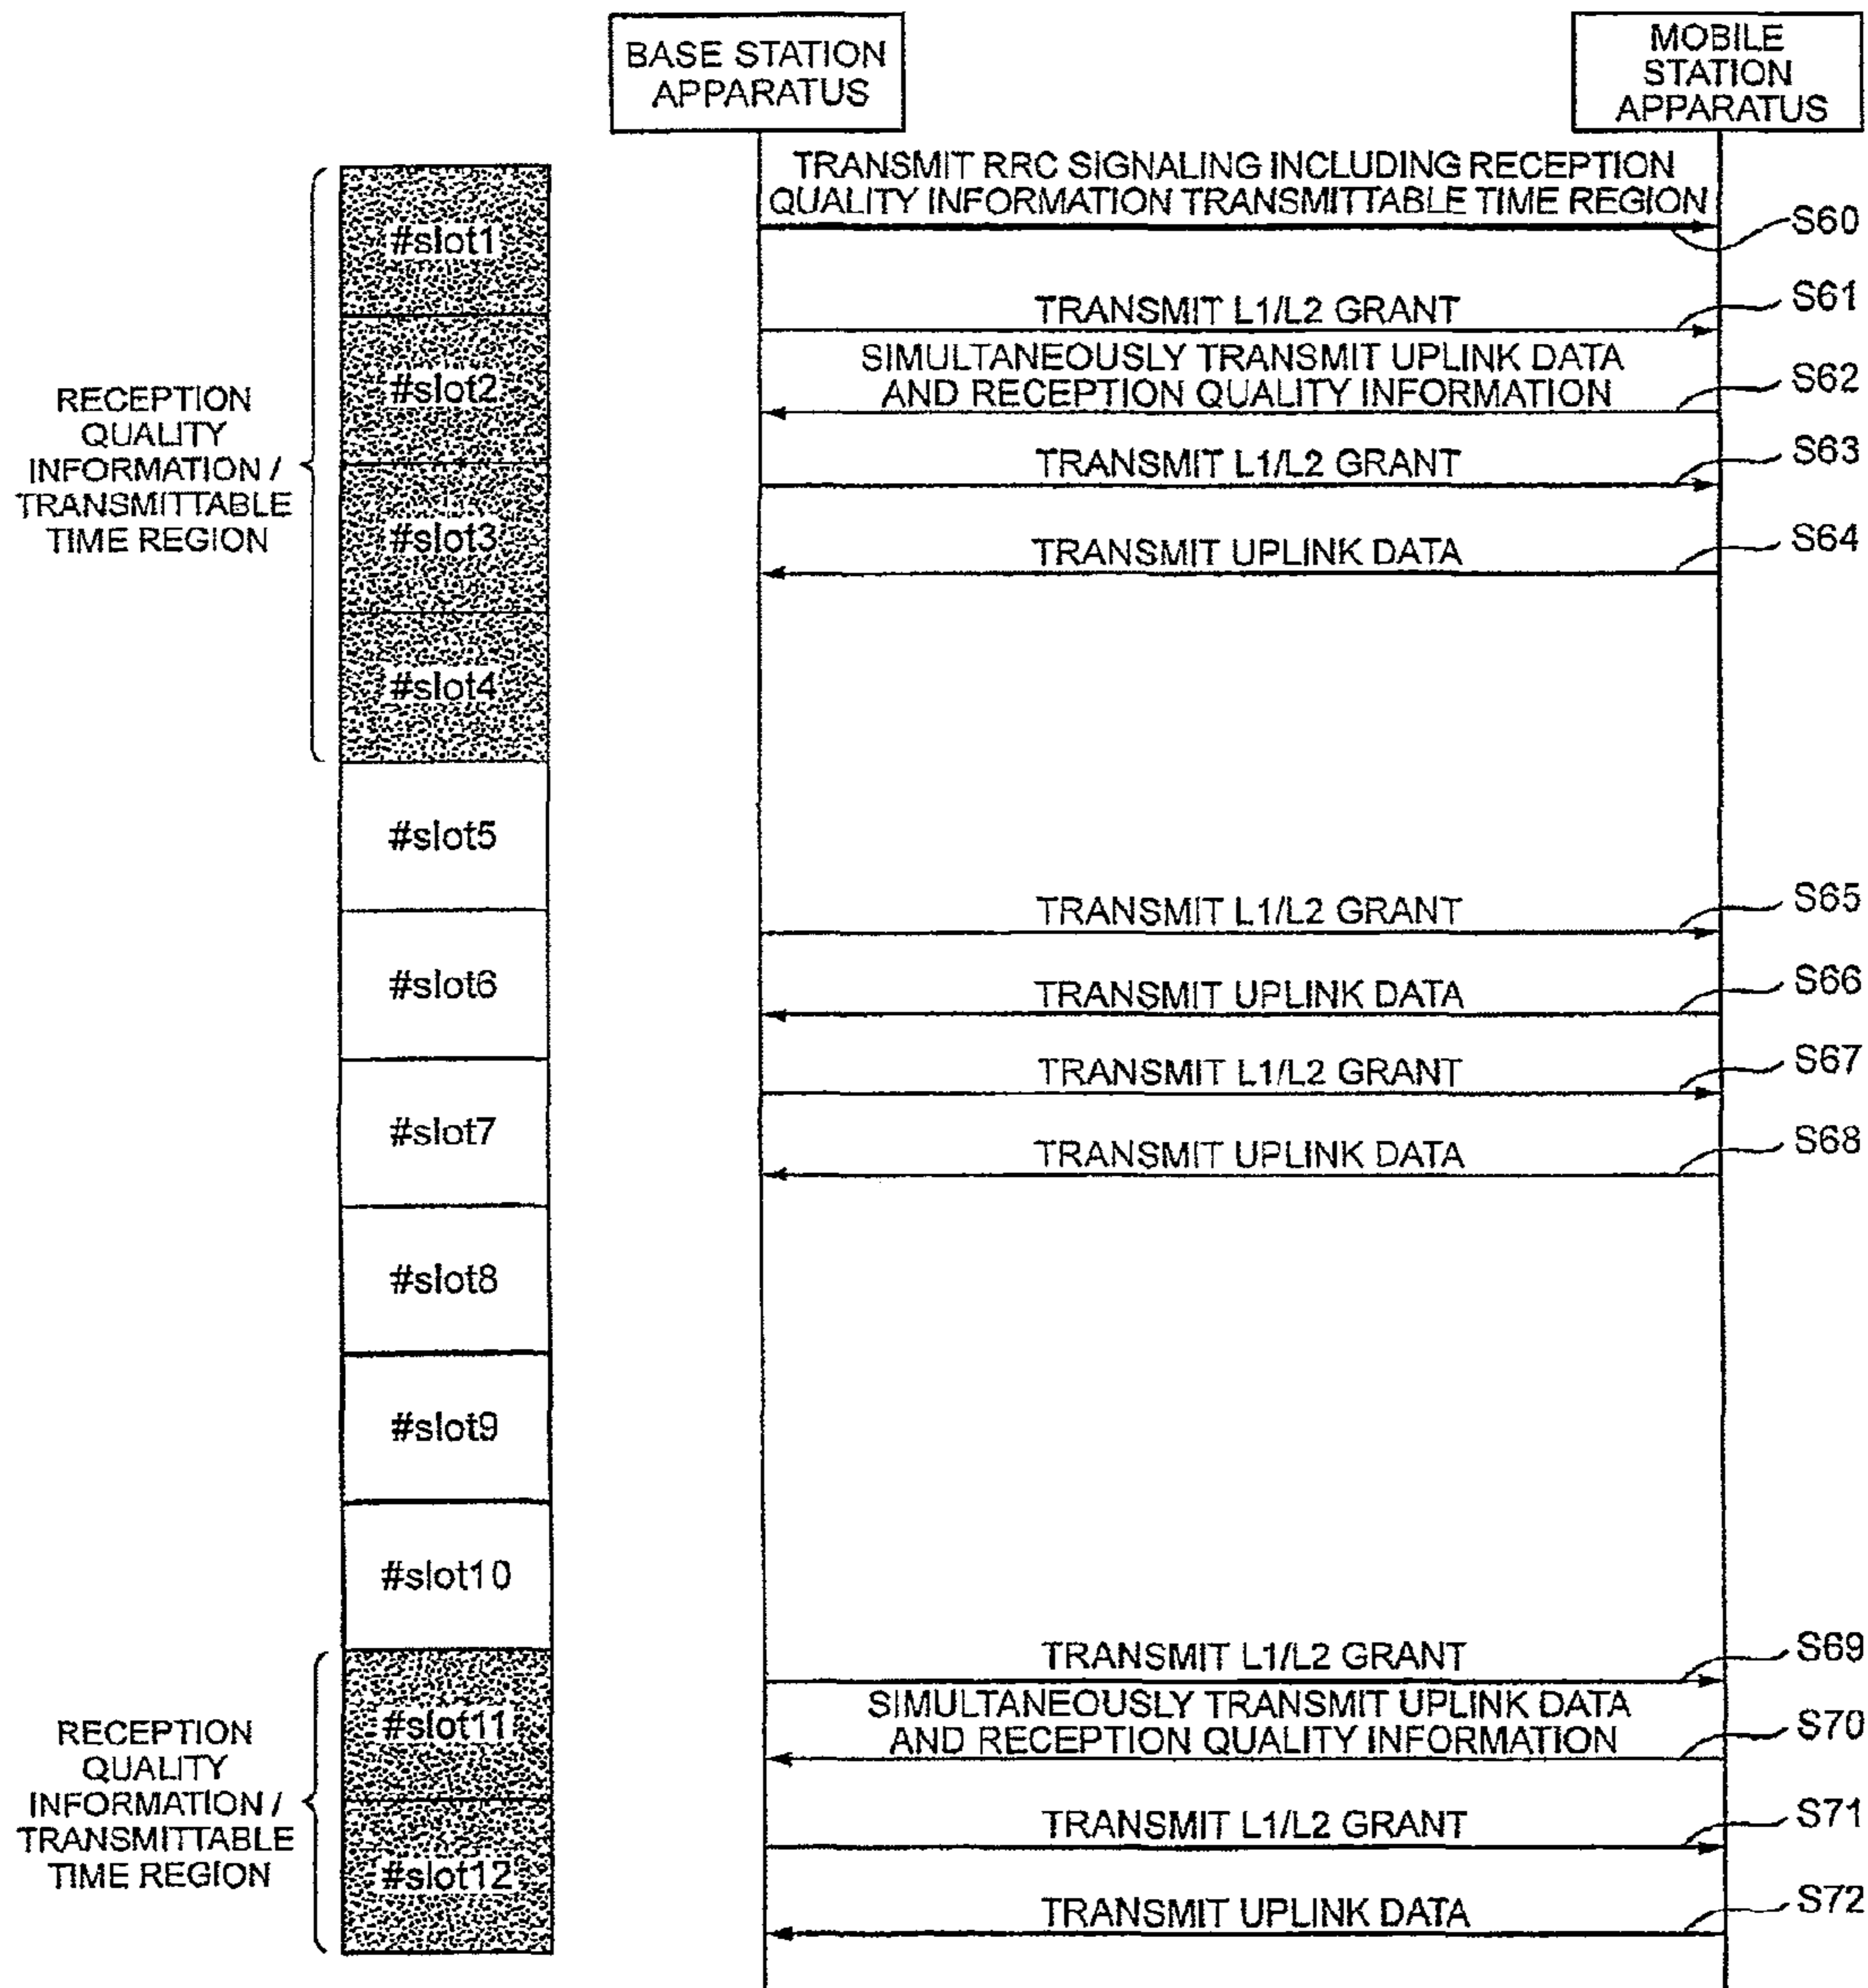 BASE STATION
APPARATUS
MOBILE
STATION
APPARATUS
TRANSMIT RRC SIGNALING INCLUDING RECEPTION
QUALITY INFORMATION TRANSMITTABLE TIME REGION
S60
#slot1
TRANSMIT L1/L2 GRANT
S61
SIMULTANEOUSLY TRANSMIT UPLINK DATA
AND RECEPTION QUALITY INFORMATION
S62
#slot2
RECEPTION
QUALITY
INFORMATION /
TRANSMITTABLE
TIME REGION
TRANSMIT L1/L2 GRANT
S63
#slot3
TRANSMIT UPLINK DATA
S64
#slot4
#slot5
TRANSMIT L1/L2 GRANT
S65
#slot6
TRANSMIT UPLINK DATA
S66
TRANSMIT L1/L2 GRANT
S67
#slot7
TRANSMIT UPLINK DATA
S68
#slot8
#slot9
#slot10
TRANSMIT L1/L2 GRANT
S69
SIMULTANEOUSLY TRANSMIT UPLINK DATA
AND RECEPTION QUALITY INFORMATION
S70
#slot11
RECEPTION
QUALITY
INFORMATION /
TRANSMITTABLE
TIME REGION
TRANSMIT L1/L2 GRANT
S71
#slot12
TRANSMIT UPLINK DATA
S72